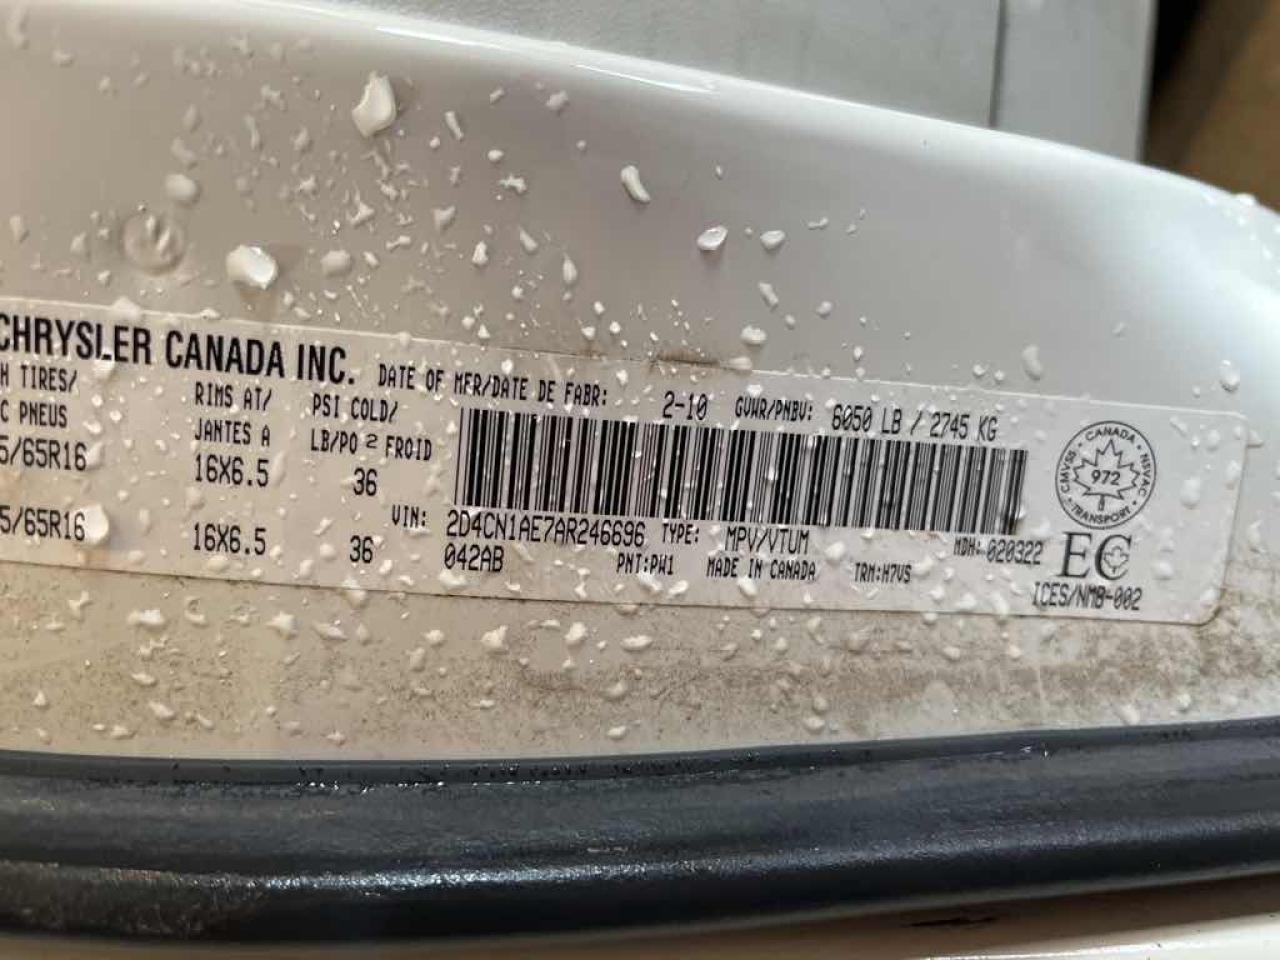 CHRYSLER CANADA INC.
DATE OF MFR/DATE DE FABR: 2-10 GVWR/PNBV: 6050 LB / 2745 KG
TIRES/ RIMS AT/ PSI COLD/
PNEUS JANTES A LB/PO 2 FROID
5/65R16 16X6.5 36
5/65R16 16X6.5 36
VIN: 2D4CN1AE7AR246696 TYPE: MPV/VTUM MDH: 020322
042AB PNT:PW1 MADE IN CANADA TRM:H7VS
CANADA
CMVSS NSVAC
972
TRANSPORT
EC
ICES/NMB-002